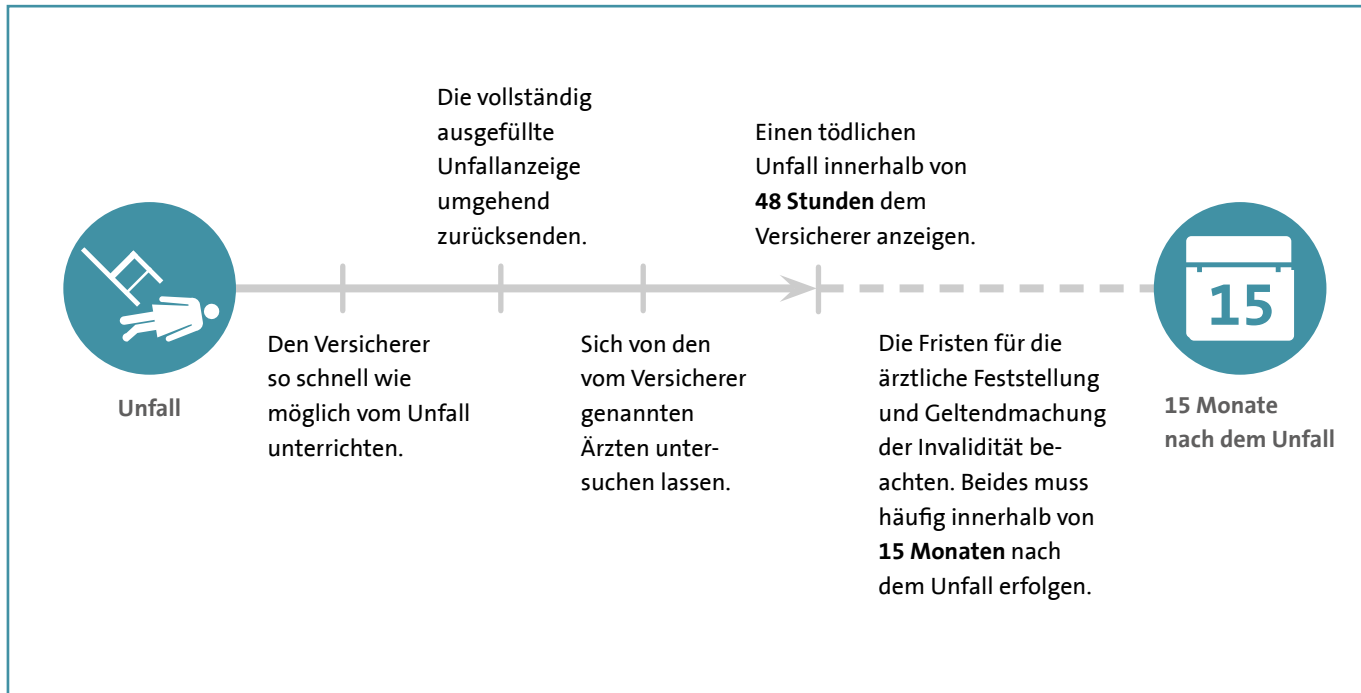 Die vollständig
ausgefüllte
Unfallanzeige
umgehend
zurücksenden.
Einen tödlichen
Unfall innerhalb von
48 Stunden dem
Versicherer anzeigen.
15
Unfall
Den Versicherer
so schnell wie
möglich vom Unfall
unterrichten.
Sich von den
vom Versicherer
genannten
Ärzten unter-
suchen lassen.
Die Fristen für die
ärztliche Feststellung
und Geltendmachung
der Invalidität be-
achten. Beides muss
häufig innerhalb von
15 Monaten nach
dem Unfall erfolgen.
15 Monate
nach dem Unfall